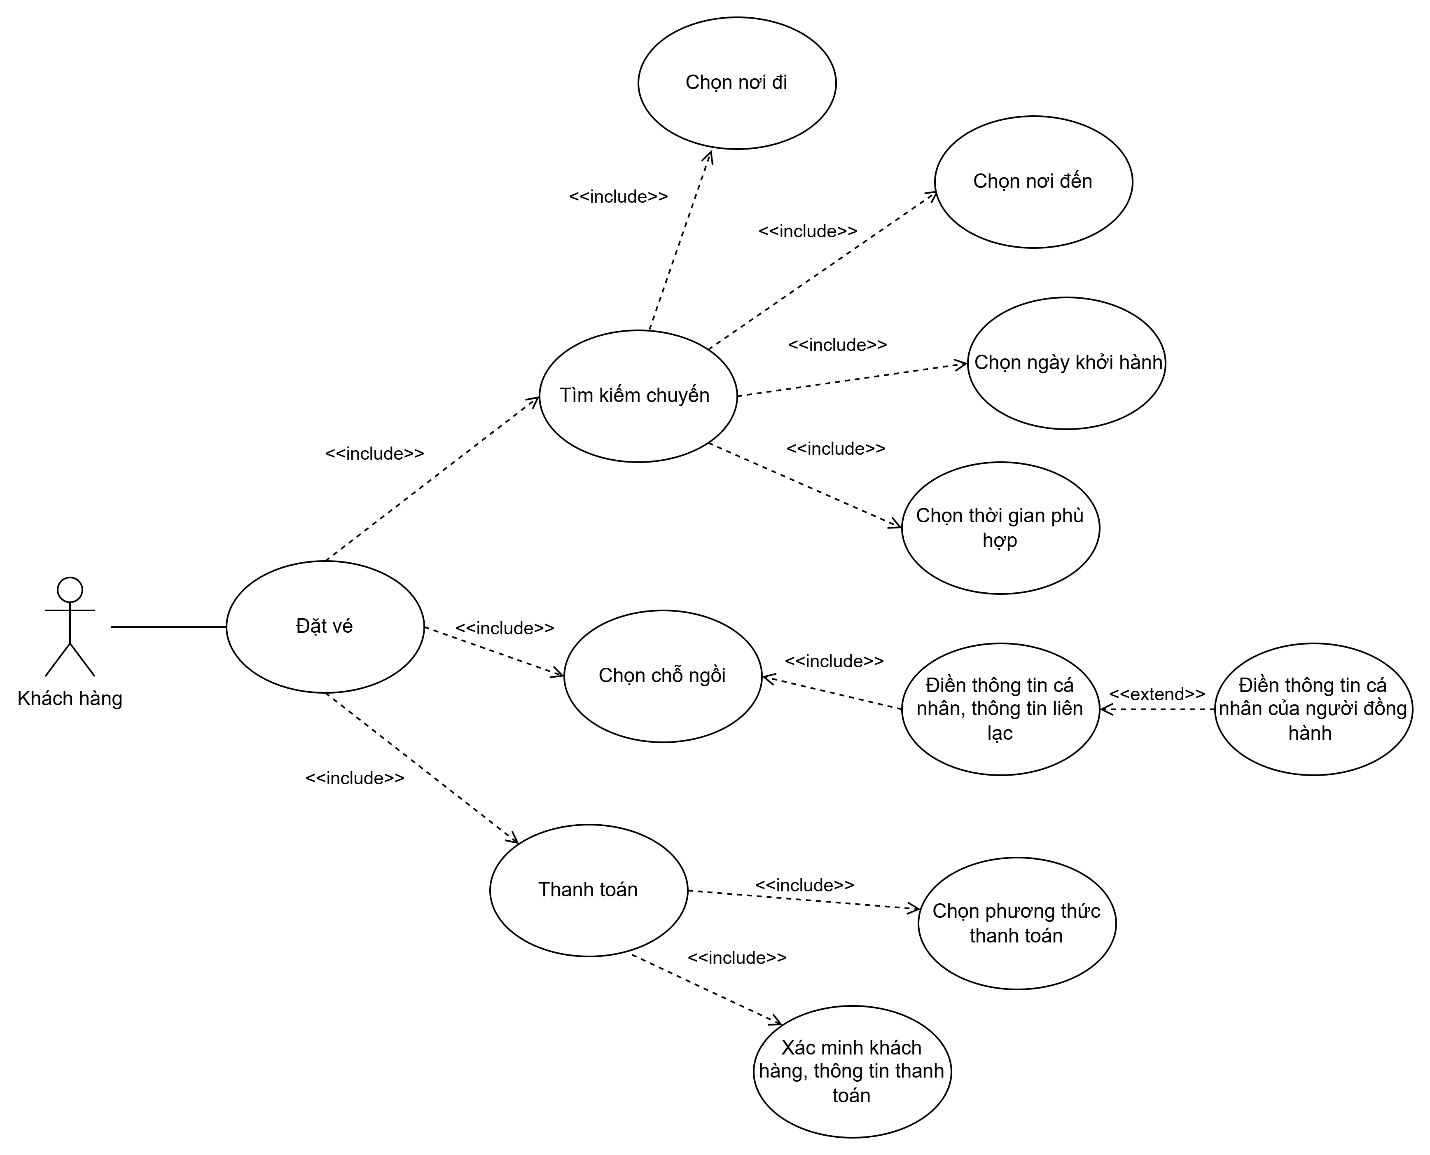 Chọn nơi đi
<<include>>
Chọn nơi đến
<<include>>
Chọn ngày khởi hành
<<include>>
Tìm kiếm chuyến
<<include>>
<<include>>
Chọn thời gian phù
hợp
Khách hàng
Đặt vé
<<include>>
Chọn chỗ ngồi
<<include>>
Điền thông tin cá
nhân, thông tin liên
lạc
<<extend>>
Điền thông tin cá
nhân của người đồng
hành
<<include>>
Thanh toán
<<include>>
Chọn phương thức
thanh toán
<<include>>
Xác minh khách
hàng, thông tin thanh
toán